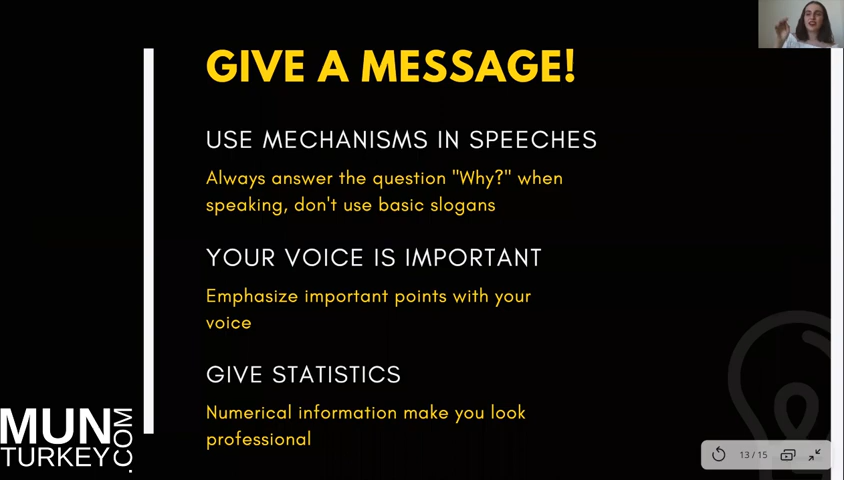 GIVE A MESSAGE!
USE MECHANISMS IN SPEECHES
Always answer the question "Why?" when
speaking, don't use basic slogans
YOUR VOICE IS IMPORTANT
Emphasize important points with your
voice
GIVE STATISTICS
Numerical information make you look
professional
MUN
TURKEY
.COM
13 / 15